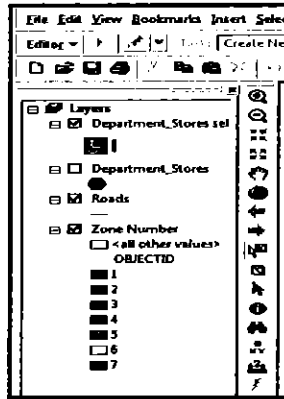 File Edit View Bookmarks Insert Selec
Editor Create Ne
Layers
Department_Stores sel
Department_Stores
Roads
Zone Number
<all other values>
OBJECTID
1
2
3
4
5
6
7